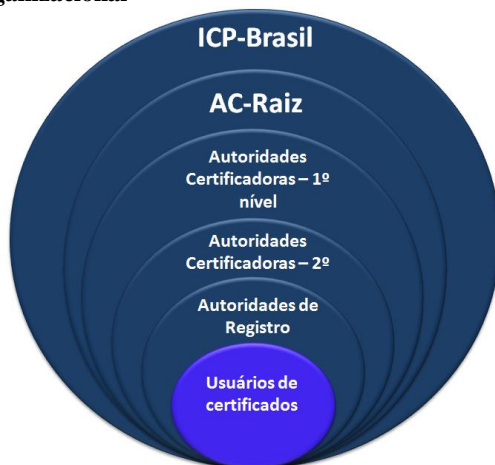 ICP-Brasil
AC-Raiz
Autoridades
Certificadoras – 1º
nível
Autoridades
Certificadoras – 2º
Autoridades de
Registro
Usuários de
certificados